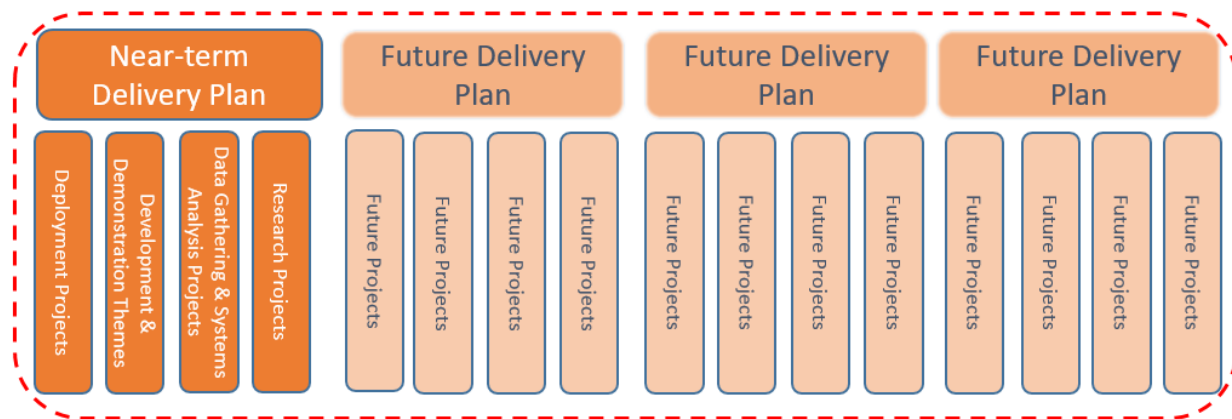 Near-term
Delivery Plan
Future Delivery
Plan
Future Delivery
Plan
Future Delivery
Plan
Deployment Projects
Development &
Demonstration Themes
Data Gathering & Systems
Analysis Projects
Research Projects
Future Projects
Future Projects
Future Projects
Future Projects
Future Projects
Future Projects
Future Projects
Future Projects
Future Projects
Future Projects
Future Projects
Future Projects